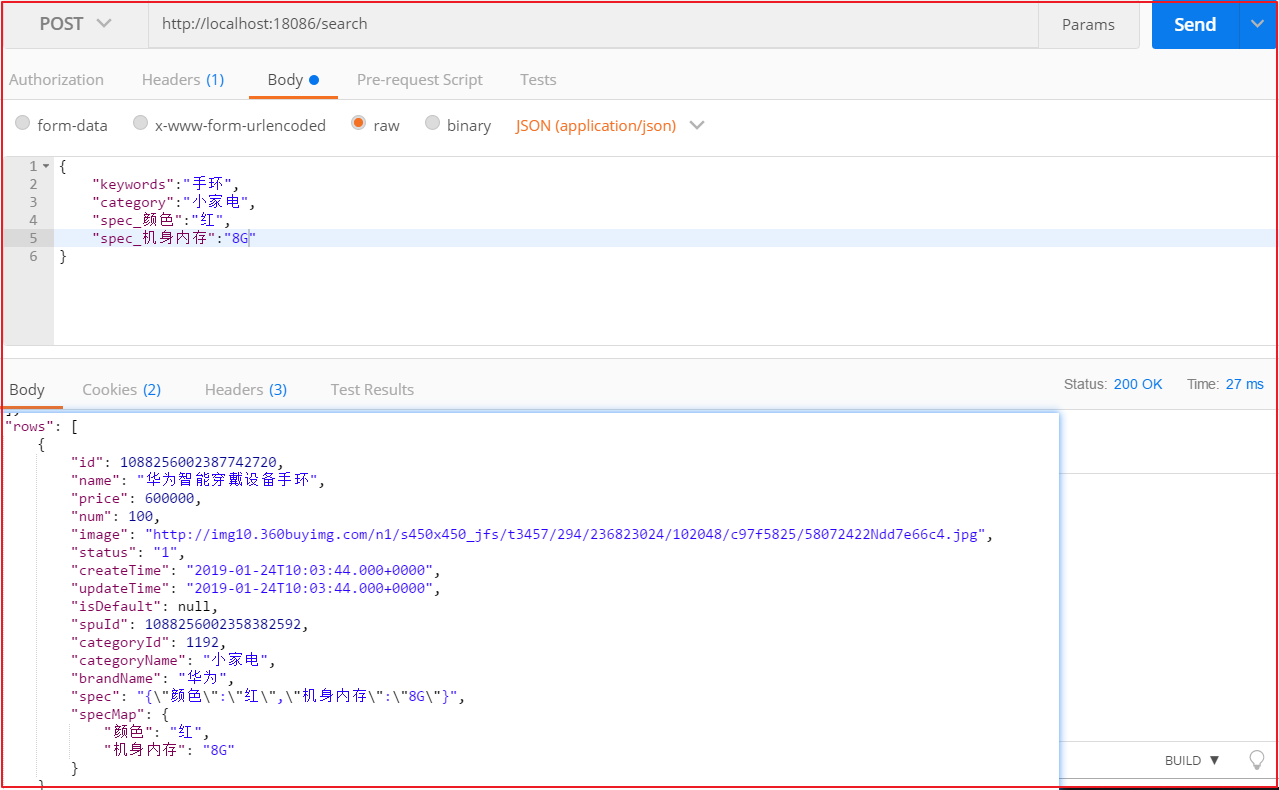 POST http://localhost:18086/search Params Send
Authorization Headers (1) Body Pre-request Script Tests
form-data x-www-form-urlencoded raw binary JSON (application/json)
1 {
2 "keywords":"手环",
3 "category":"小家电",
4 "spec_颜色":"红",
5 "spec_机身内存":"8G"
6 }
Body Cookies (2) Headers (3) Test Results Status: 200 OK Time: 27 ms
"rows": [
{
"id": 1088256002387742720,
"name": "华为智能穿戴设备手环",
"price": 600000,
"num": 100,
"image": "http://img10.360buyimg.com/n1/s450x450_jfs/t3457/294/236823024/102048/c97f5825/58072422Ndd7e66c4.jpg",
"status": "1",
"createTime": "2019-01-24T10:03:44.000+0000",
"updateTime": "2019-01-24T10:03:44.000+0000",
"isDefault": null,
"spuId": 1088256002358382592,
"categoryId": 1192,
"categoryName": "小家电",
"brandName": "华为",
"spec": "{\"颜色\":\"红\",\"机身内存\":\"8G\"}",
"specMap": {
"颜色": "红",
"机身内存": "8G"
}
BUILD